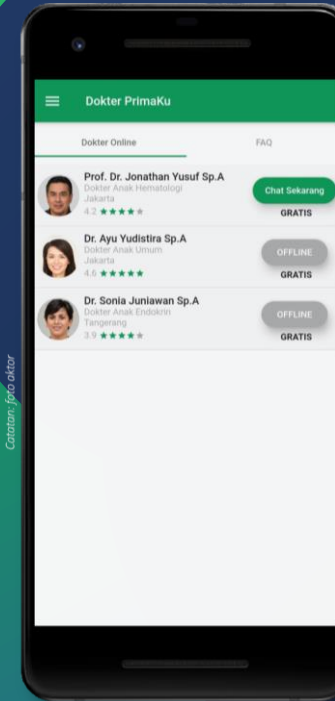 Dokter PrimaKu
Dokter Online
FAQ
Prof. Dr. Jonathan Yusuf Sp.A
Dokter Anak Hematologi
Jakarta
4.2
Chat Sekarang
GRATIS
Dr. Ayu Yudistira Sp.A
Dokter Anak Umum
Jakarta
4.6
OFFLINE
GRATIS
Dr. Sonia Juniawan Sp.A
Dokter Anak Endokrin
Tangerang
3.9
OFFLINE
GRATIS
Catatan: foto aktor